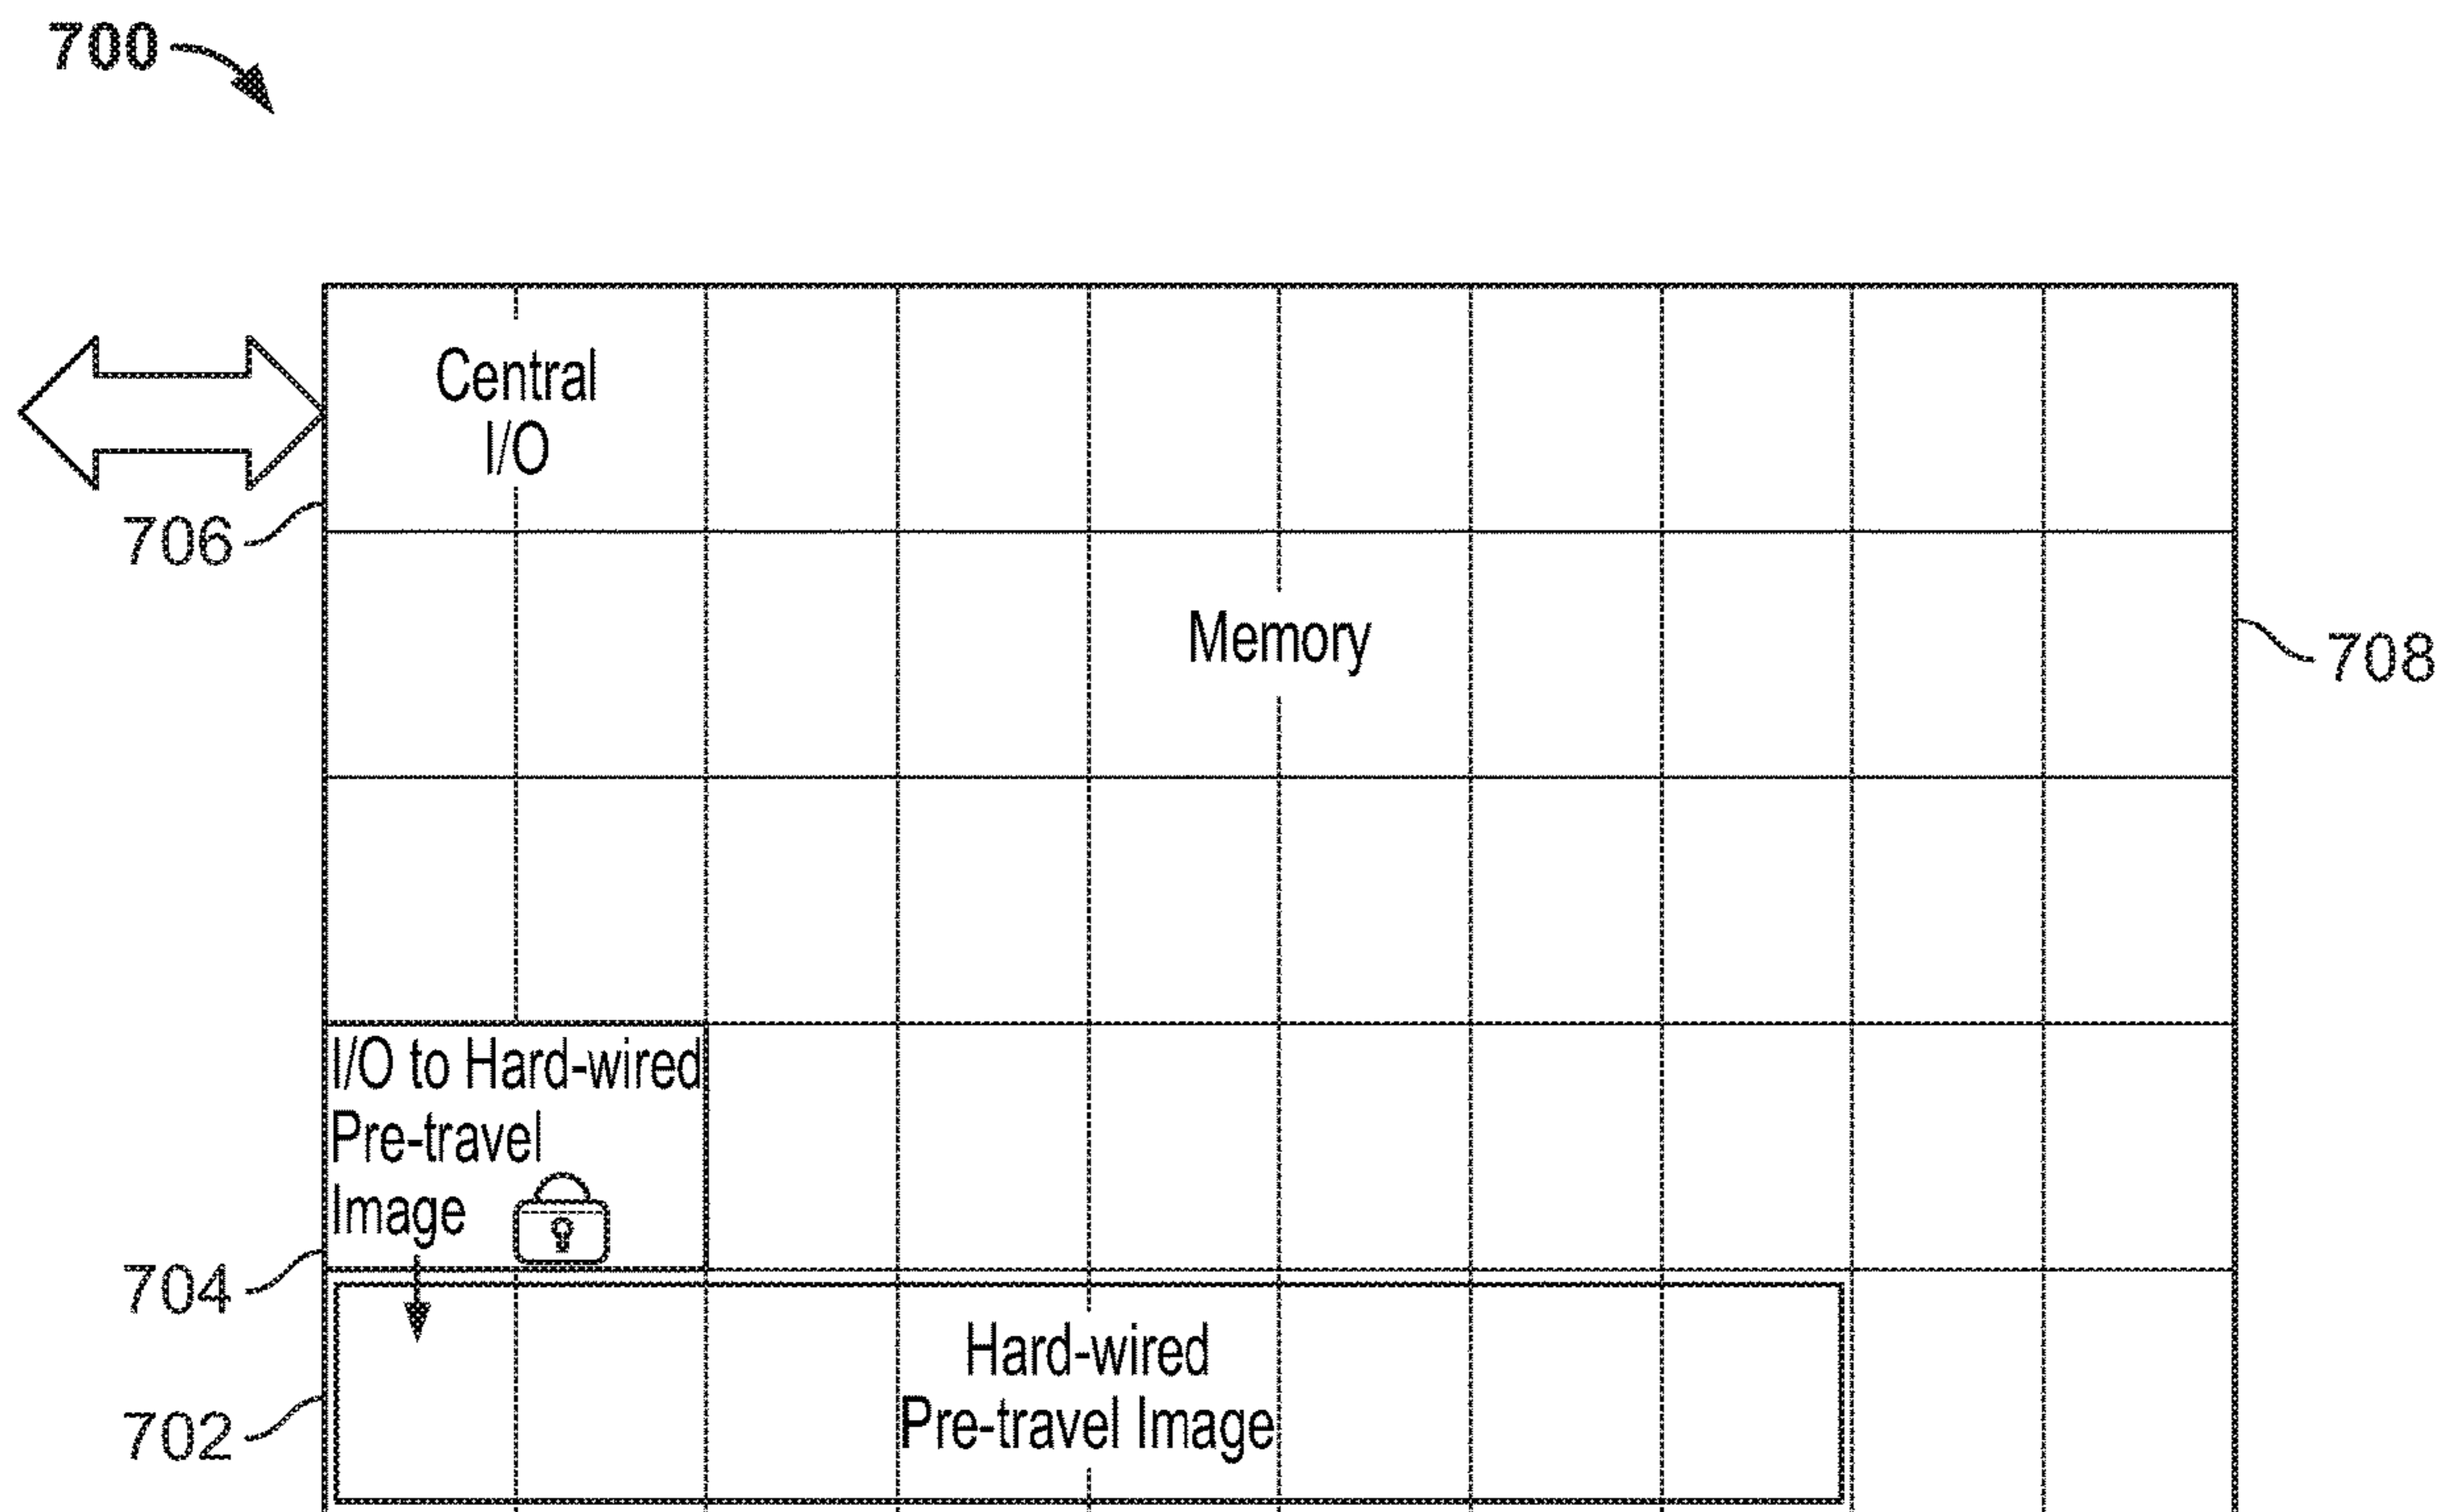 700
Central
I/O
706
Memory
708
I/O to Hard-wired
Pre-travel
Image
704
Hard-wired
Pre-travel Image
702